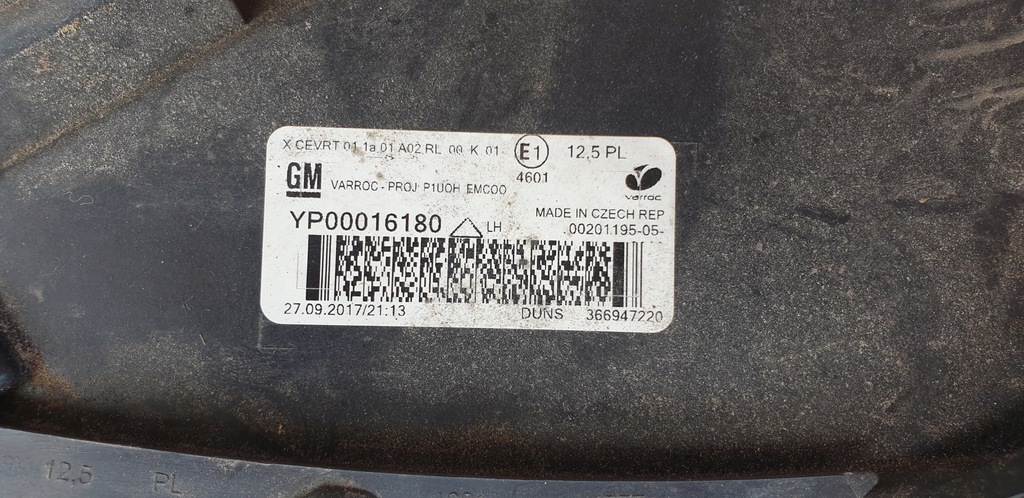 X CEVRT 01 1a 01 A02 RL 00 K 01 E1 12,5 PL
4601
GM VARROC - PROJ P1UOH EMC00 varroc
YP00016180 LH MADE IN CZECH REP
00201195-05-
27.09.2017/21:13 DUNS 366947220
12,5 PL